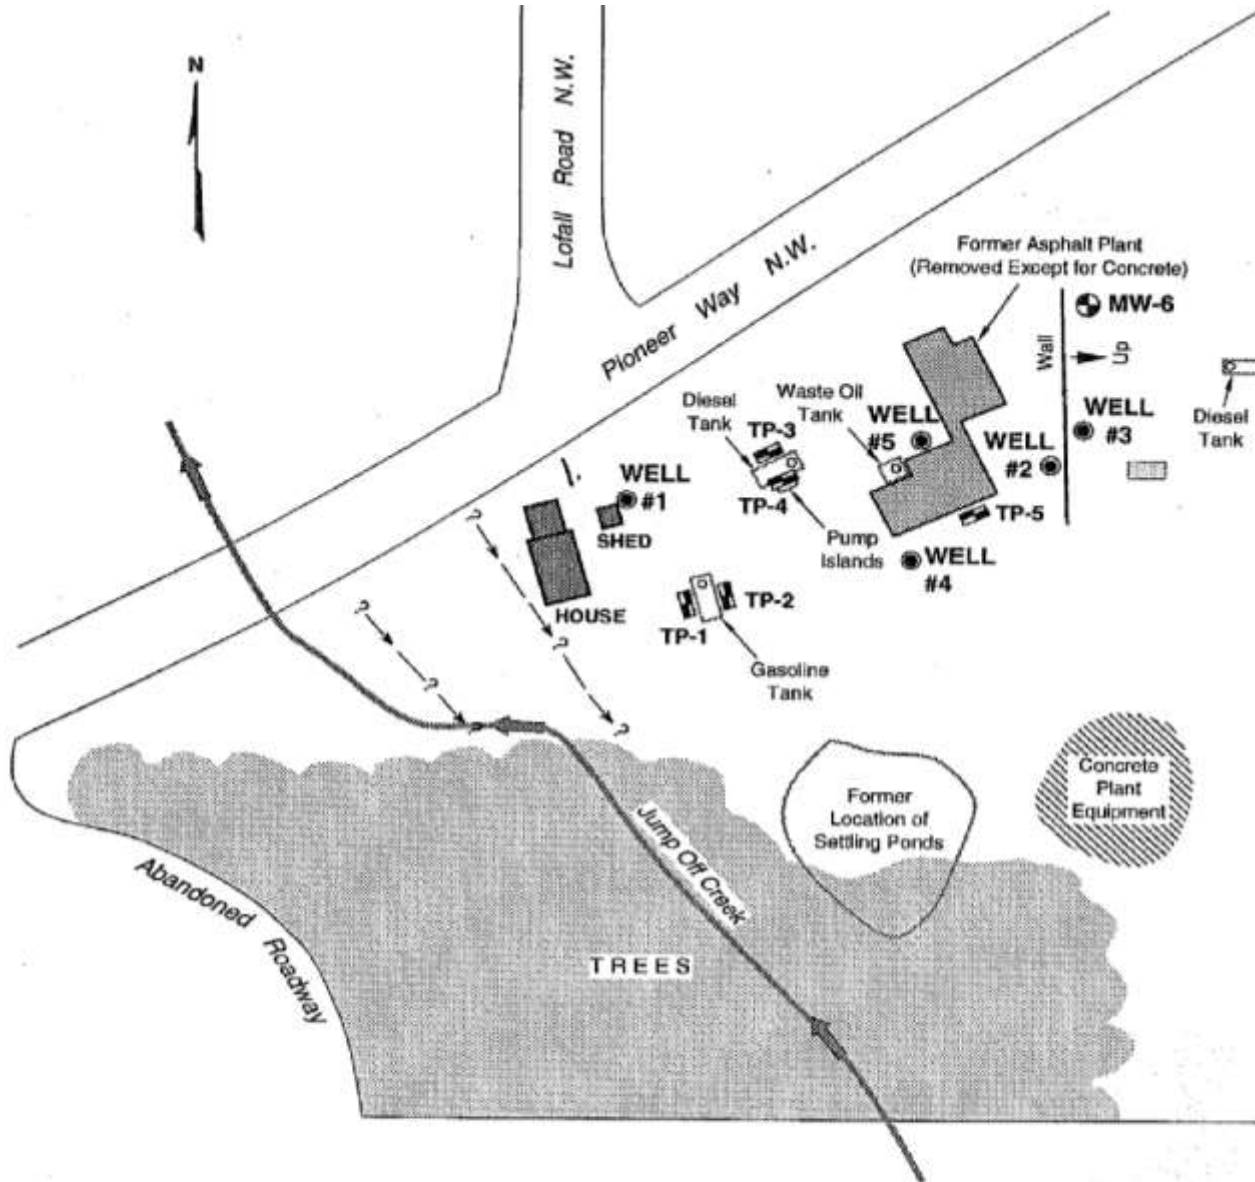 N
Lofall Road N.W.
Pioneer Way N.W.
Former Asphalt Plant
(Removed Except for Concrete)
MW-6
Wall
Up
Diesel
Tank
Waste Oil
Tank
WELL
#5
WELL
#3
Diesel
Tank
TP-3
WELL
#2
WELL
#1
TP-4
TP-5
?
SHED
Pump
Islands
WELL
#4
HOUSE
TP-2
TP-1
?
?
Gasoline
Tank
?
?
?
Concrete
Plant
Equipment
Former
Location of
Settling Ponds
Jump Off Creek
Abandoned Roadway
TREES